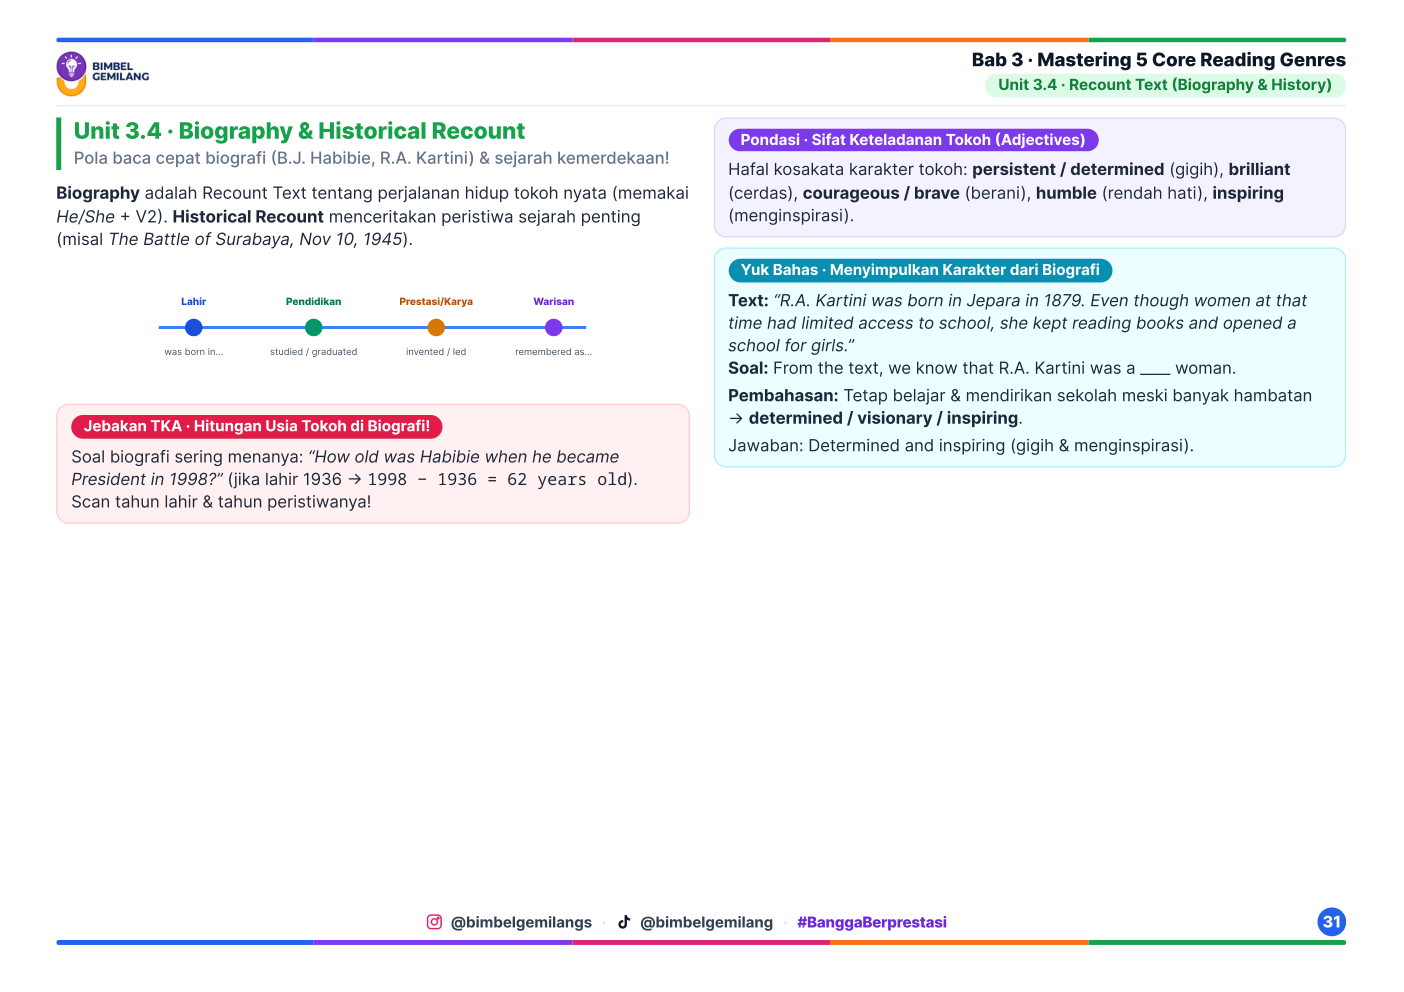 BIMBEL
GEMILANG
Bab 3 · Mastering 5 Core Reading Genres
Unit 3.4 · Recount Text (Biography & History)
Unit 3.4 · Biography & Historical Recount
Pola baca cepat biografi (B.J. Habibie, R.A. Kartini) & sejarah kemerdekaan!
Biography adalah Recount Text tentang perjalanan hidup tokoh nyata (memakai
He/She + V2). Historical Recount menceritakan peristiwa sejarah penting
(misal The Battle of Surabaya, Nov 10, 1945).
Lahir Pendidikan Prestasi/Karya Warisan
was born in... studied / graduated invented / led remembered as...
Jebakan TKA · Hitungan Usia Tokoh di Biografi!
Soal biografi sering menanya: “How old was Habibie when he became
President in 1998?” (jika lahir 1936 → 1998 − 1936 = 62 years old).
Scan tahun lahir & tahun peristiwanya!
Pondasi · Sifat Keteladanan Tokoh (Adjectives)
Hafal kosakata karakter tokoh: persistent / determined (gigih), brilliant
(cerdas), courageous / brave (berani), humble (rendah hati), inspiring
(menginspirasi).
Yuk Bahas · Menyimpulkan Karakter dari Biografi
Text: “R.A. Kartini was born in Jepara in 1879. Even though women at that
time had limited access to school, she kept reading books and opened a
school for girls.”
Soal: From the text, we know that R.A. Kartini was a ____ woman.
Pembahasan: Tetap belajar & mendirikan sekolah meski banyak hambatan
→ determined / visionary / inspiring.
Jawaban: Determined and inspiring (gigih & menginspirasi).
@bimbelgemilangs · @bimbelgemilang · #BanggaBerprestasi
31